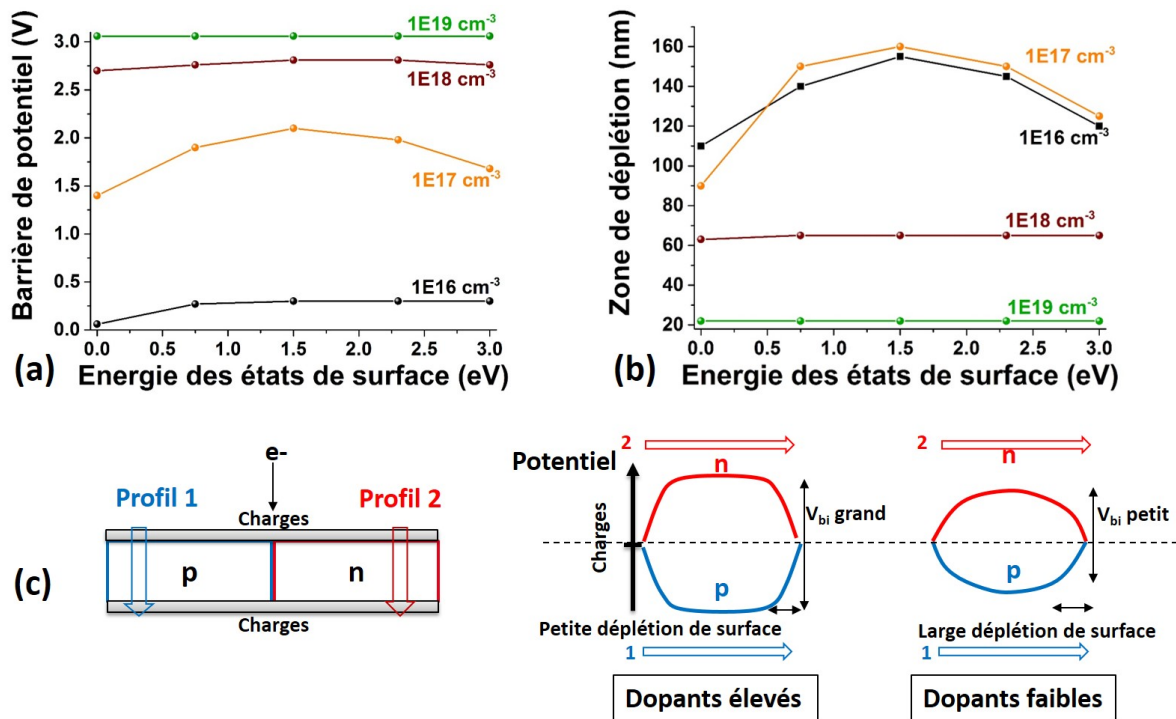 Barrière de potentiel (V)
3.0
2.5
2.0
1.5
1.0
0.5
0.0
1E19 cm-3
1E18 cm-3
1E17 cm-3
1E16 cm-3
0.0 0.5 1.0 1.5 2.0 2.5 3.0
(a) Energie des états de surface (eV)
Zone de déplétion (nm)
160
140
120
100
80
60
40
20
1E17 cm-3
1E16 cm-3
1E18 cm-3
1E19 cm-3
0.0 0.5 1.0 1.5 2.0 2.5 3.0
(b) Energie des états de surface (eV)
(c)
e-
Profil 1 Profil 2
Charges
p n
Charges
Potentiel
Charges
2
n
Vbi grand
p
Petite déplétion de surface
1
Dopants élevés
2
n
Vbi petit
p
Large déplétion de surface
1
Dopants faibles